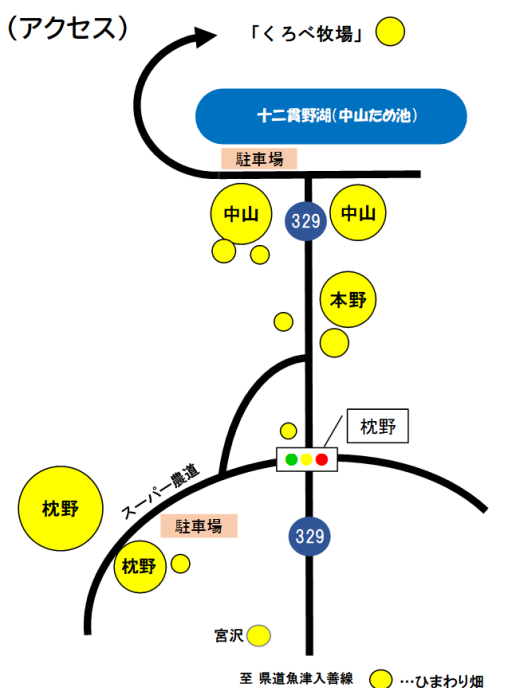 （アクセス）
「くろべ牧場」
十二貫野湖（中山ため池）
駐車場
中山
329
中山
本野
枕野
スーパー農道
枕野
駐車場
枕野
329
宮沢
至 県道魚津入善線
…ひまわり畑